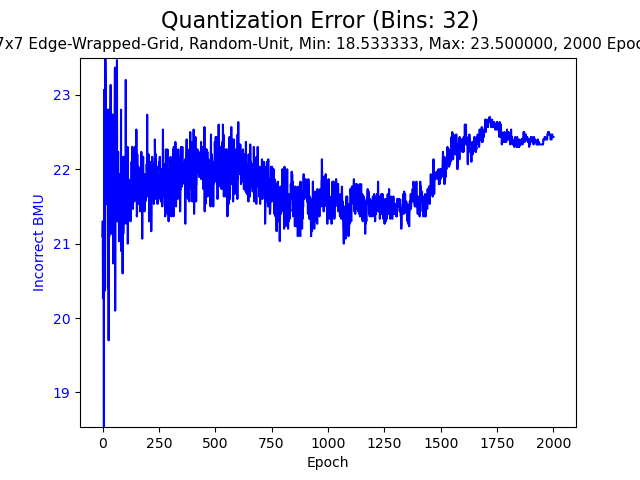 Quantization Error (Bins: 32)
7x7 Edge-Wrapped-Grid, Random-Unit, Min: 18.533333, Max: 23.500000, 2000 Epoc
23
22
21
20
19
Incorrect BMU
0 250 500 750 1000 1250 1500 1750 2000
Epoch